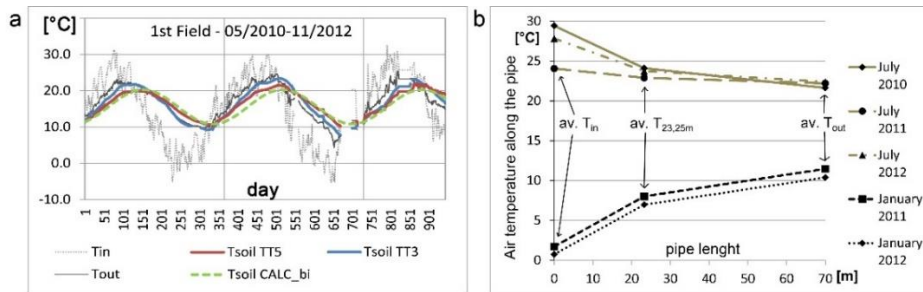 a
[°C]
1st Field - 05/2010-11/2012
30.0
20.0
10.0
0.0
-10.0
day
1 51 101 151 201 251 301 351 401 451 501 551 601 651 701 751 801 851 901
Tin Tsoil TT5 Tsoil TT3
Tout Tsoil CALC_bi
b
Air temperature along the pipe
[°C]
35
30
25
20
15
10
5
0
av. Tin
av. T23,25m
av. Tout
pipe lenght
0 10 20 30 40 50 60 70 [m]
July 2010
July 2011
July 2012
January 2011
January 2012